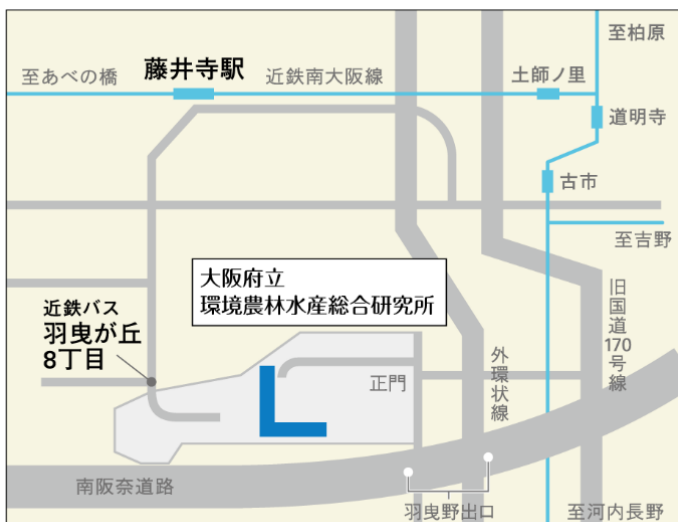 至柏原
藤井寺駅
至あべの橋
近鉄南大阪線
土師ノ里
道明寺
古市
至吉野
大阪府立
環境農林水産総合研究所
近鉄バス
羽曳が丘
8丁目
旧国道170号線
外環状線
正門
南阪奈道路
羽曳野出口
至河内長野